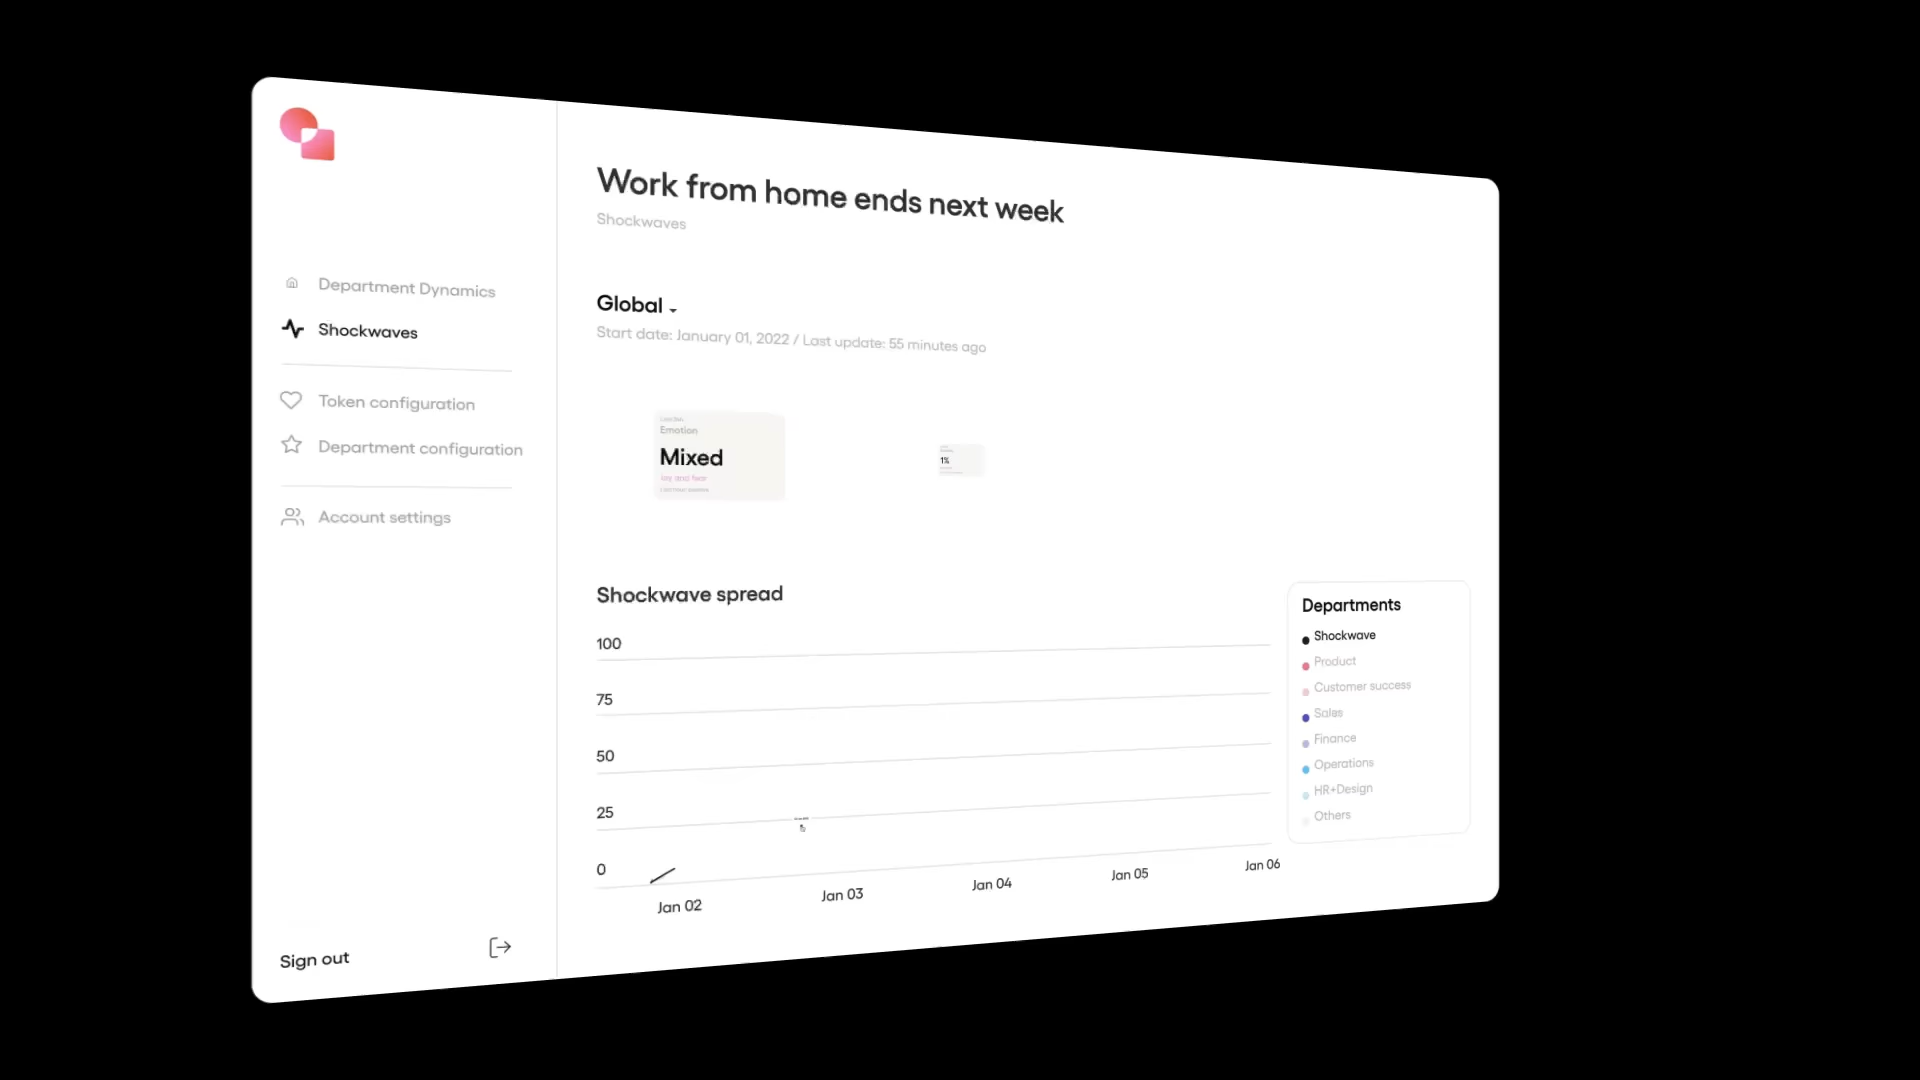 Work from home ends next week
Shockwaves
Department Dynamics
Shockwaves
Token configuration
Department configuration
Account settings
Sign out
Global
Start date: January 01, 2022 / Last update: 55 minutes ago
Emotion
Mixed
Joy and fear
1%
Shockwave spread
100
75
50
25
0
Jan 02
Jan 03
Jan 04
Jan 05
Jan 06
Departments
Shockwave
Product
Customer success
Sales
Finance
Operations
HR+Design
Others